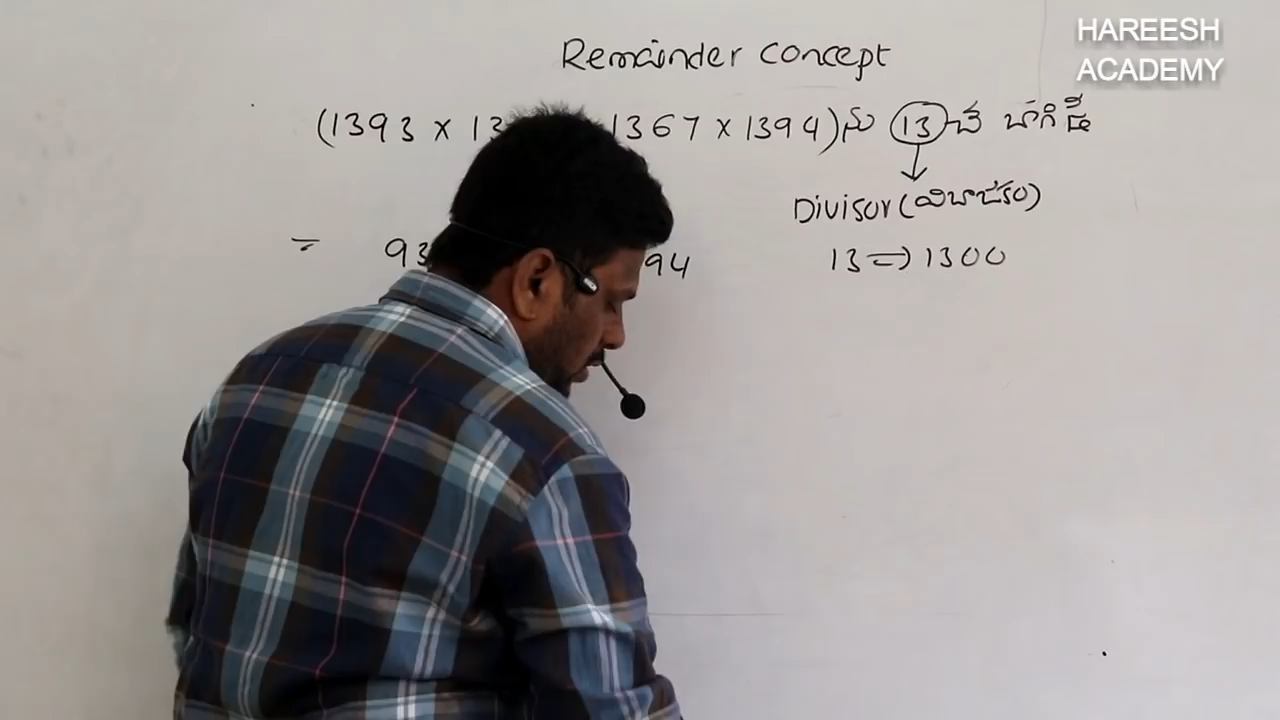 HAREESH
ACADEMY
Remainder concept
(1393 x 13 1367 x 1394)ను 13 చే
Divisor (విభాజకం)
= 93 94
13 => 1300